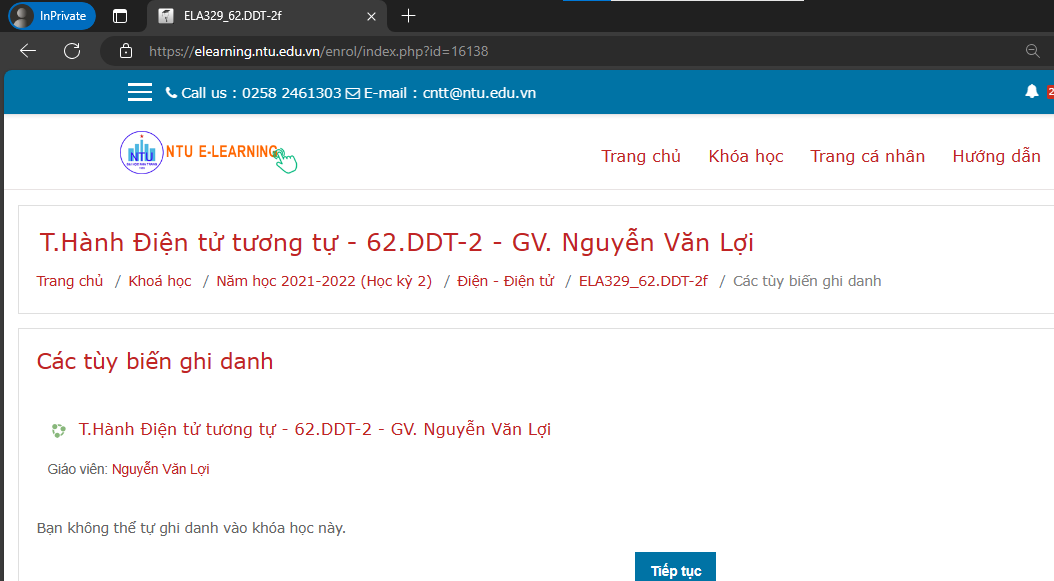 InPrivate
ELA329_62.DDT-2f
https://elearning.ntu.edu.vn/enrol/index.php?id=16138
Call us : 0258 2461303 E-mail : cntt@ntu.edu.vn
2
NTU
NTU E-LEARNING
Trang chủ Khóa học Trang cá nhân Hướng dẫn
T.Hành Điện tử tương tự - 62.DDT-2 - GV. Nguyễn Văn Lợi
Trang chủ / Khoá học / Năm học 2021-2022 (Học kỳ 2) / Điện - Điện tử / ELA329_62.DDT-2f / Các tùy biến ghi danh
Các tùy biến ghi danh
T.Hành Điện tử tương tự - 62.DDT-2 - GV. Nguyễn Văn Lợi
Giáo viên: Nguyễn Văn Lợi
Bạn không thể tự ghi danh vào khóa học này.
Tiếp tục